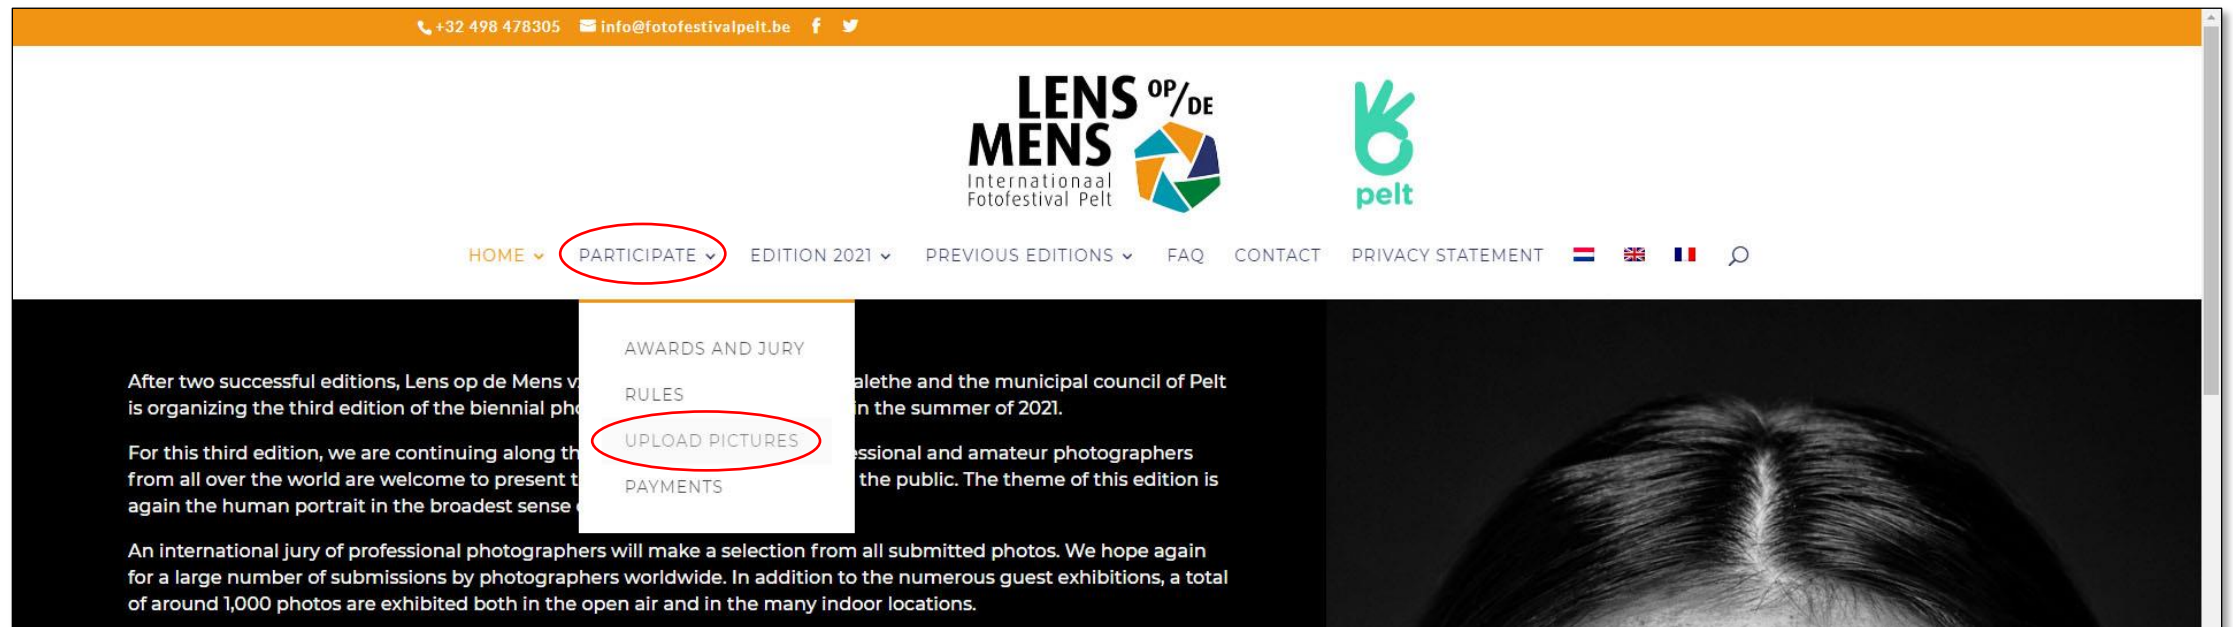 +32 498 478305 info@fotofestivalpelt.be
LENS OP/DE
MENS
Internationaal
Fotofestival Pelt
pelt
HOME PARTICIPATE EDITION 2021 PREVIOUS EDITIONS FAQ CONTACT PRIVACY STATEMENT
AWARDS AND JURY
RULES
UPLOAD PICTURES
PAYMENTS
After two successful editions, Lens op de Mens v alethe and the municipal council of Pelt
is organizing the third edition of the biennial pho in the summer of 2021.
For this third edition, we are continuing along th essional and amateur photographers
from all over the world are welcome to present t the public. The theme of this edition is
again the human portrait in the broadest sense
An international jury of professional photographers will make a selection from all submitted photos. We hope again
for a large number of submissions by photographers worldwide. In addition to the numerous guest exhibitions, a total
of around 1,000 photos are exhibited both in the open air and in the many indoor locations.